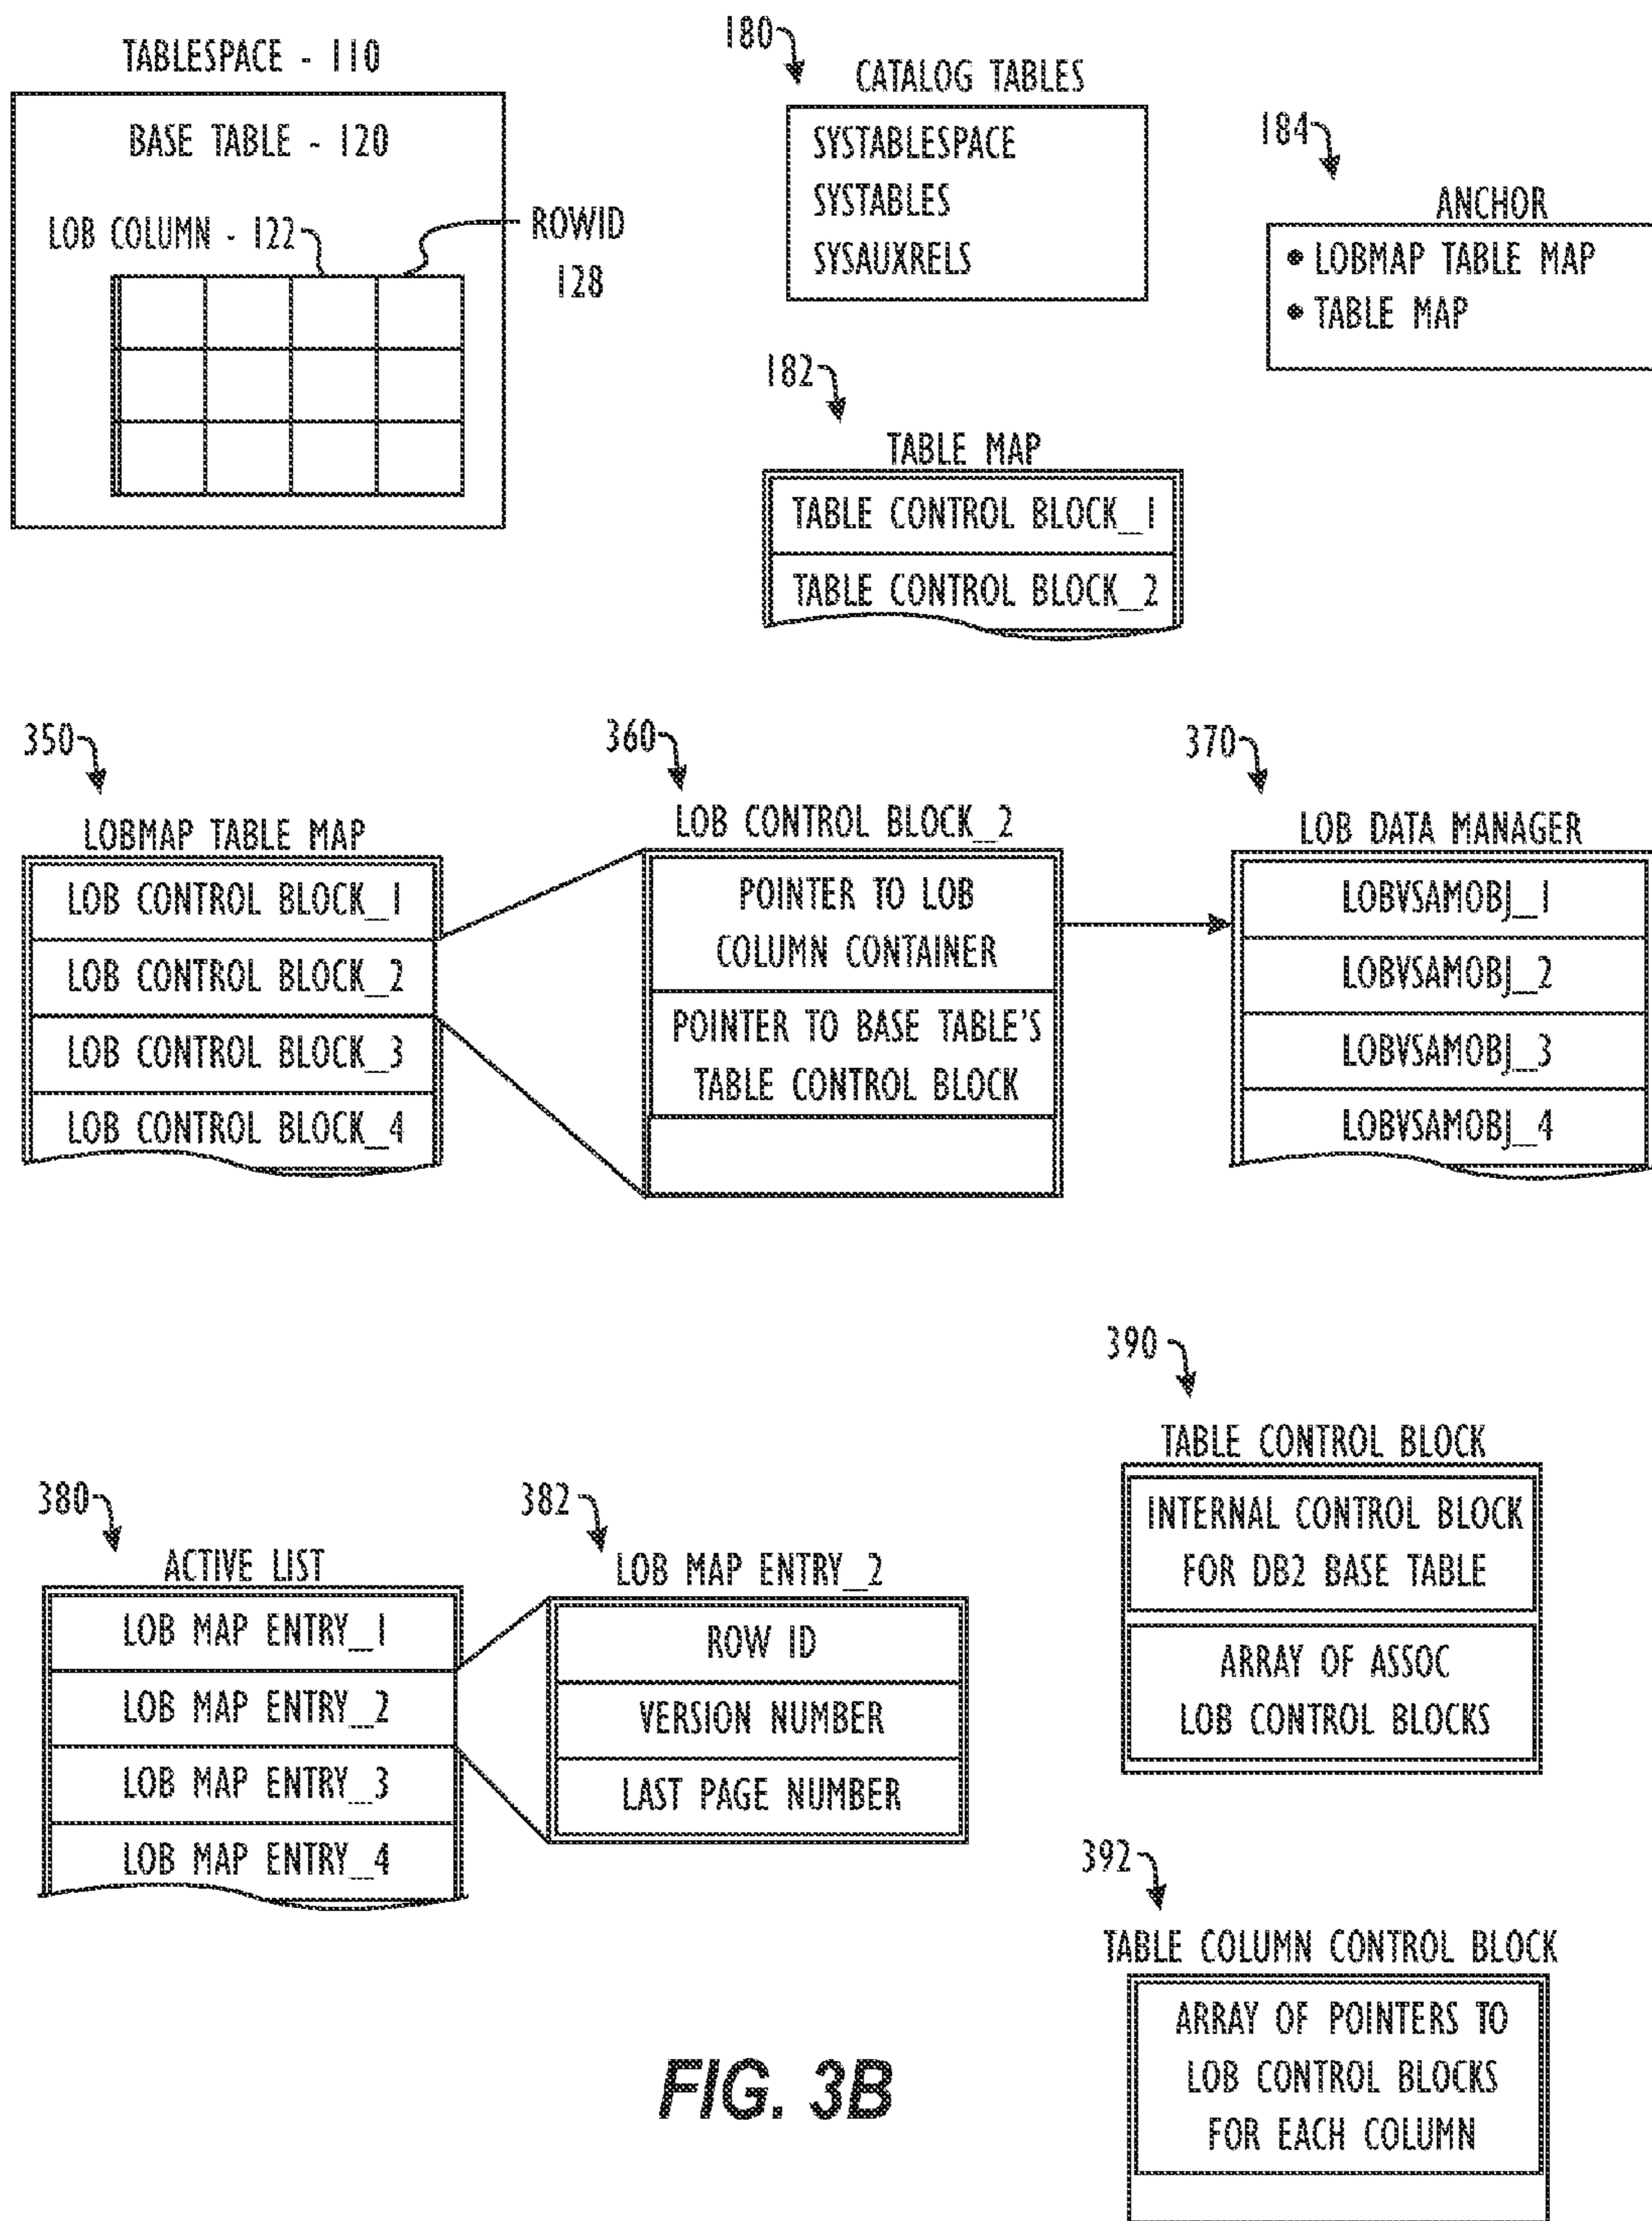 TABLESPACE - 110
BASE TABLE - 120
LOB COLUMN - 122
ROWID
128
180
CATALOG TABLES
SYSTABLESPACE
SYSTABLES
SYSAUXRELS
184
ANCHOR
• LOBMAP TABLE MAP
• TABLE MAP
182
TABLE MAP
TABLE CONTROL BLOCK_1
TABLE CONTROL BLOCK_2
350
LOBMAP TABLE MAP
LOB CONTROL BLOCK_1
LOB CONTROL BLOCK_2
LOB CONTROL BLOCK_3
LOB CONTROL BLOCK_4
360
LOB CONTROL BLOCK_2
POINTER TO LOB
COLUMN CONTAINER
POINTER TO BASE TABLE'S
TABLE CONTROL BLOCK
370
LOB DATA MANAGER
LOBVSAMOBJ_1
LOBVSAMOBJ_2
LOBVSAMOBJ_3
LOBVSAMOBJ_4
380
ACTIVE LIST
LOB MAP ENTRY_1
LOB MAP ENTRY_2
LOB MAP ENTRY_3
LOB MAP ENTRY_4
382
LOB MAP ENTRY_2
ROW ID
VERSION NUMBER
LAST PAGE NUMBER
390
TABLE CONTROL BLOCK
INTERNAL CONTROL BLOCK
FOR DB2 BASE TABLE
ARRAY OF ASSOC
LOB CONTROL BLOCKS
392
TABLE COLUMN CONTROL BLOCK
ARRAY OF POINTERS TO
LOB CONTROL BLOCKS
FOR EACH COLUMN
FIG. 3B